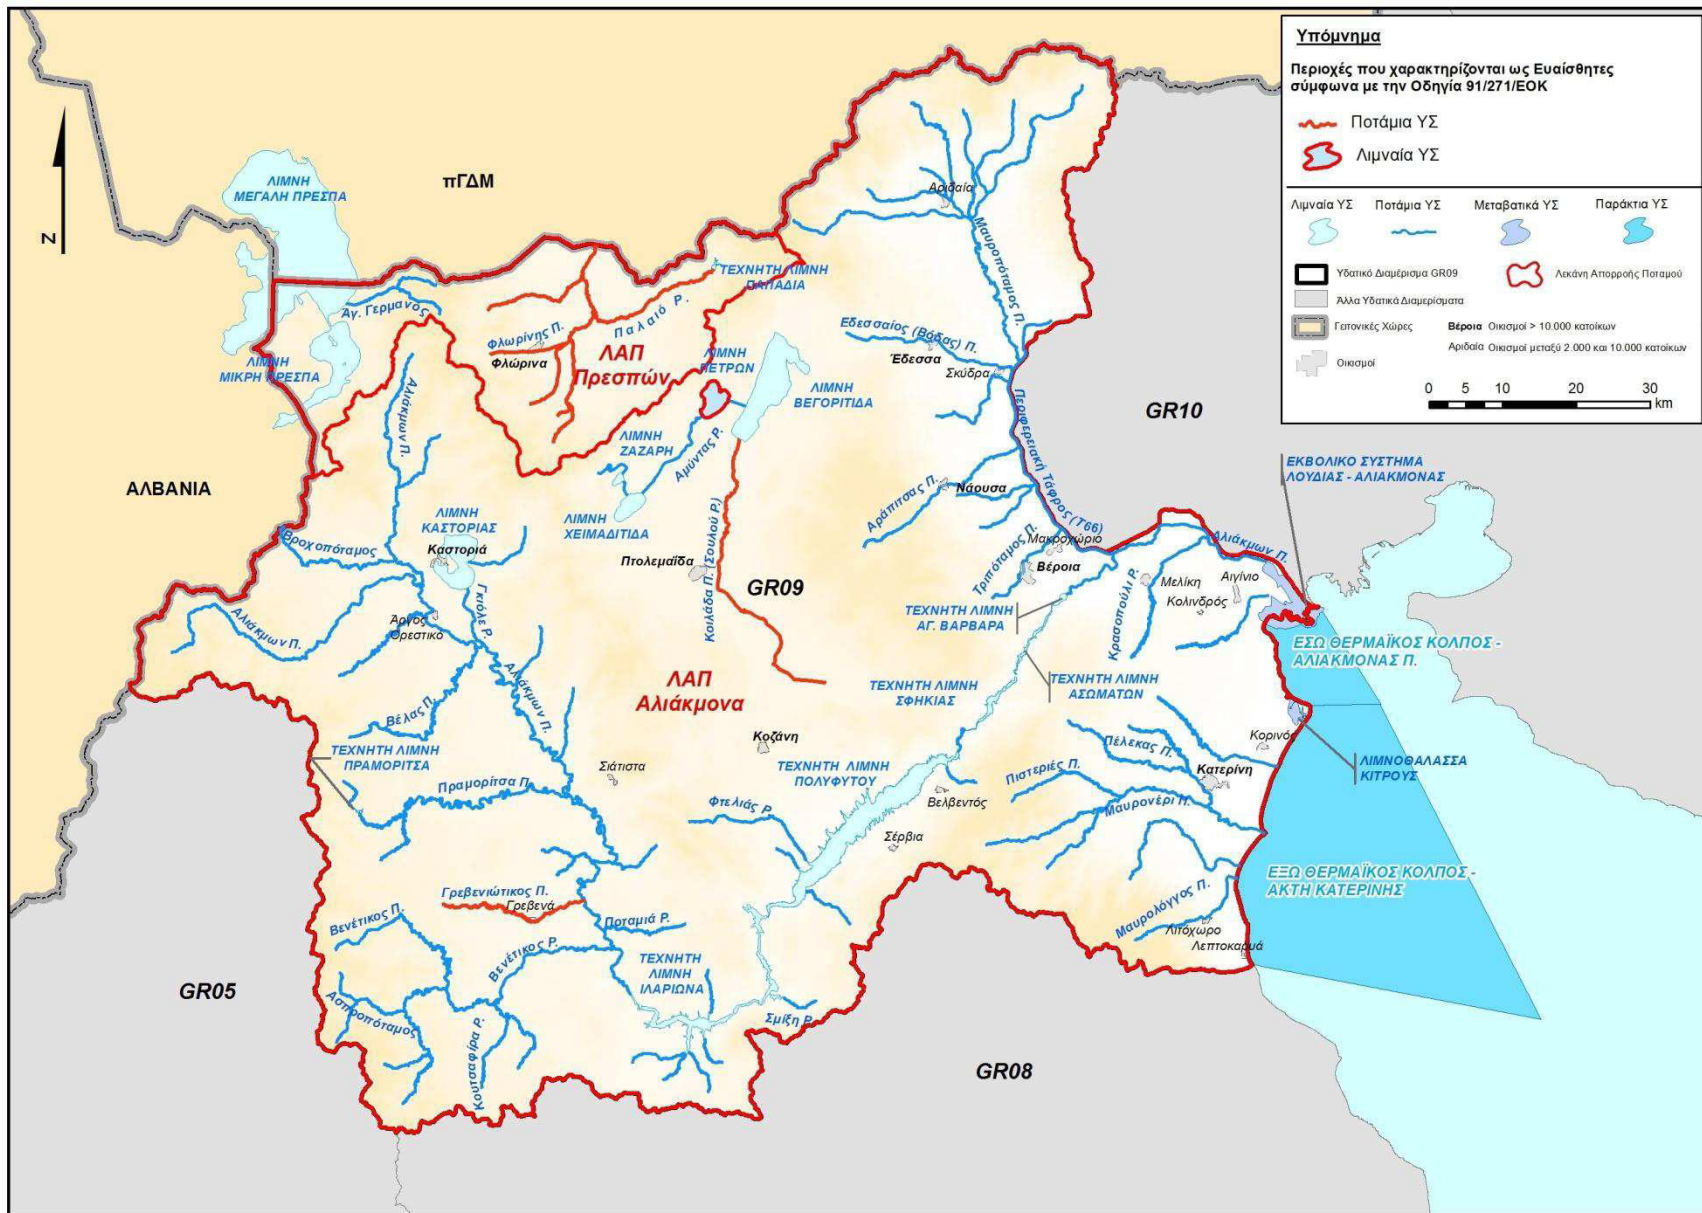 Υπόμνημα
Περιοχές που χαρακτηρίζονται ως Ευαίσθητες
σύμφωνα με την Οδηγία 91/271/ΕΟΚ
Ποτάμια ΥΣ
Λιμναία ΥΣ
Λιμναία ΥΣ
Ποτάμια ΥΣ
Μεταβατικά ΥΣ
Παράκτια ΥΣ
Υδατικό Διαμέρισμα GR09
Λεκάνη Απορροής Ποταμού
Άλλα Υδατικά Διαμερίσματα
Γειτονικές Χώρες
Βέροια Οικισμοί > 10.000 κατοίκων
Αριδαία Οικισμοί μεταξύ 2.000 και 10.000 κατοίκων
Οικισμοί
0 5 10 20 30
km
Z
ΛΙΜΝΗ
ΜΕΓΑΛΗ ΠΡΕΣΠΑ
πΓΔΜ
ΑΛΒΑΝΙΑ
ΛΙΜΝΗ
ΜΙΚΡΗ ΠΡΕΣΠΑ
Άγ. Γερμανος
Φλωρίνης Π.
Παλαιό Ρ.
ΤΕΧΝΗΤΗ ΛΙΜΝΗ
ΠΑΠΑΔΙΑ
Φλώρινα
ΛΑΠ
Πρεσπών
ΛΙΜΝΗ
ΠΕΤΡΩΝ
ΛΙΜΝΗ
ΒΕΓΟΡΙΤΙΔΑ
ΛΙΜΝΗ
ΖΑΖΑΡΗ
Αμύντας Ρ.
ΛΙΜΝΗ
ΧΕΙΜΑΔΙΤΙΔΑ
Αριδαία
Μαυροπόταμος Π.
Εδεσσαίος (Βόδας) Π.
Έδεσσα
Σκύδρα
Περιφερειακή Τάφρος (Τ66)
GR10
Αράπιτσας Π.
Νάουσα
Τριπόταμος Π.
Μακροχώριο
Βέροια
Αλιάκμων Π.
ΕΚΒΟΛΙΚΟ ΣΥΣΤΗΜΑ
ΛΟΥΔΙΑΣ - ΑΛΙΑΚΜΟΝΑΣ
Μελίκη
Αιγίνιο
Κολινδρός
Κρασοπούλι Ρ.
ΤΕΧΝΗΤΗ ΛΙΜΝΗ
ΑΓ. ΒΑΡΒΑΡΑ
ΕΣΩ ΘΕΡΜΑΪΚΟΣ ΚΟΛΠΟΣ -
ΑΛΙΑΚΜΟΝΑΣ Π.
ΤΕΧΝΗΤΗ ΛΙΜΝΗ
ΑΣΩΜΑΤΩΝ
ΤΕΧΝΗΤΗ ΛΙΜΝΗ
ΣΦΗΚΙΑΣ
Αλιάκμων Π.
ΛΙΜΝΗ
ΚΑΣΤΟΡΙΑΣ
Καστοριά
Βροχοπόταμος
Γκιόλε Ρ.
Άργος
Ορεστικό
Αλιάκμων Π.
Αλιάκμων Π.
Βέλας Π.
Πτολεμαΐδα
Κοιλάδα Π. (Σουλού Ρ.)
GR09
ΛΑΠ
Αλιάκμονα
Κοζάνη
Σιάτιστα
ΤΕΧΝΗΤΗ ΛΙΜΝΗ
ΠΡΑΜΟΡΙΤΣΑ
Πραμορίτσα Π.
ΤΕΧΝΗΤΗ ΛΙΜΝΗ
ΠΟΛΥΦΥΤΟΥ
Φτελιάς Ρ.
Βελβεντός
Σέρβια
Πέλεκας Π.
Πιστεριές Π.
Κατερίνη
Κορινός
Μαυρονέρι Π.
ΛΙΜΝΟΘΑΛΑΣΣΑ
ΚΙΤΡΟΥΣ
ΕΞΩ ΘΕΡΜΑΪΚΟΣ ΚΟΛΠΟΣ -
ΑΚΤΗ ΚΑΤΕΡΙΝΗΣ
Μαυρολόγγος Π.
Λιτόχωρο
Λεπτοκαρυά
Γρεβενιώτικος Π.
Γρεβενά
Βενέτικος Π.
Ποταμιά Ρ.
Βενέτικος Ρ.
ΤΕΧΝΗΤΗ
ΛΙΜΝΗ
ΙΛΑΡΙΩΝΑ
GR05
Ασπροπόταμος
Κουτσαφίρα Ρ.
Σμίξη Ρ.
GR08